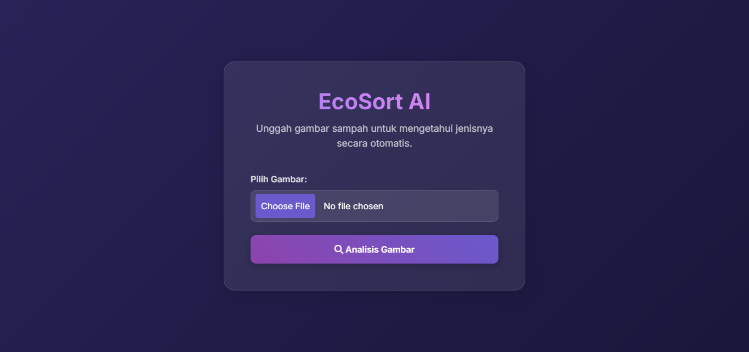 EcoSort AI
Unggah gambar sampah untuk mengetahui jenisnya
secara otomatis.
Pilih Gambar:
Choose File No file chosen
Analisis Gambar